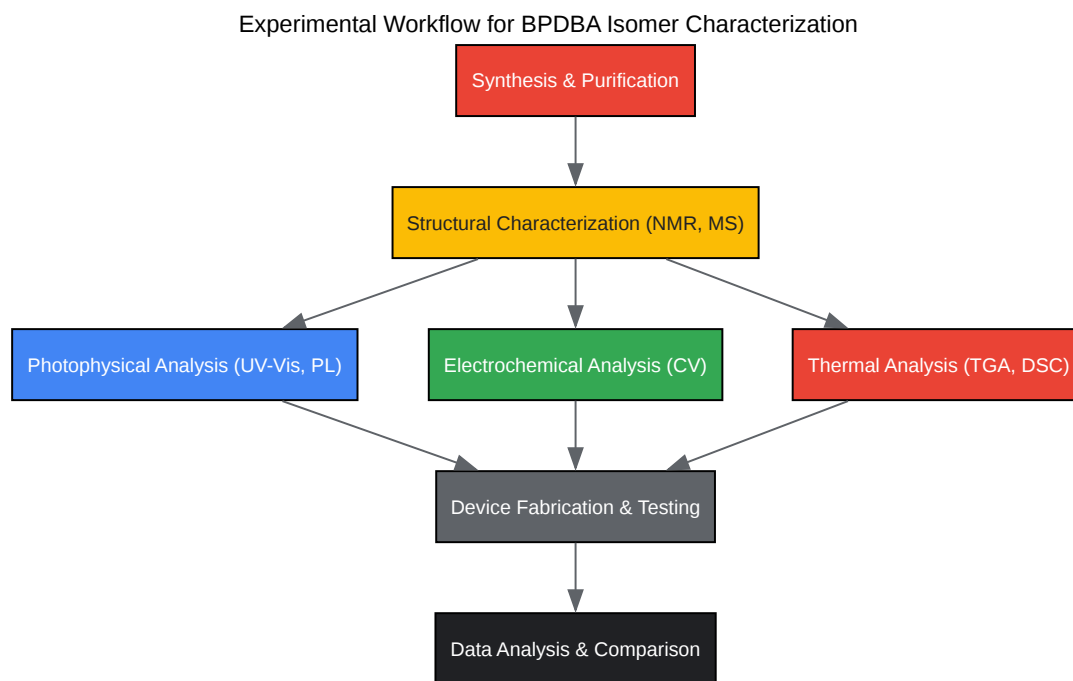 Experimental Workflow for BPDBA Isomer Characterization
Synthesis & Purification
Structural Characterization (NMR, MS)
Photophysical Analysis (UV-Vis, PL)
Electrochemical Analysis (CV)
Thermal Analysis (TGA, DSC)
Device Fabrication & Testing
Data Analysis & Comparison